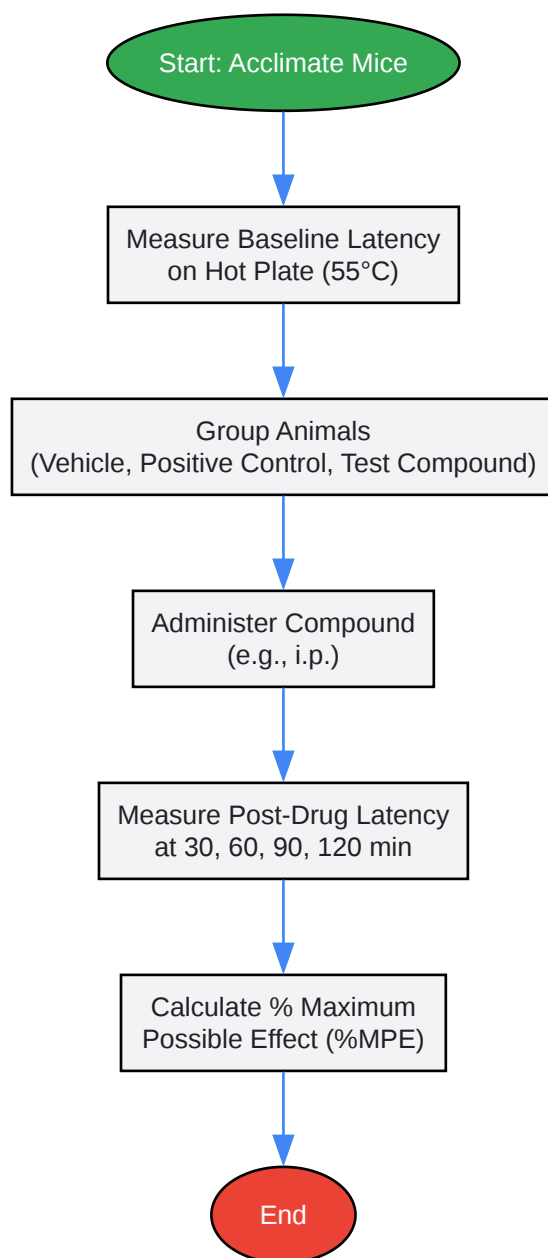 Start: Acclimate Mice
Measure Baseline Latency
on Hot Plate (55°C)
Group Animals
(Vehicle, Positive Control, Test Compound)
Administer Compound
(e.g., i.p.)
Measure Post-Drug Latency
at 30, 60, 90, 120 min
Calculate % Maximum
Possible Effect (%MPE)
End